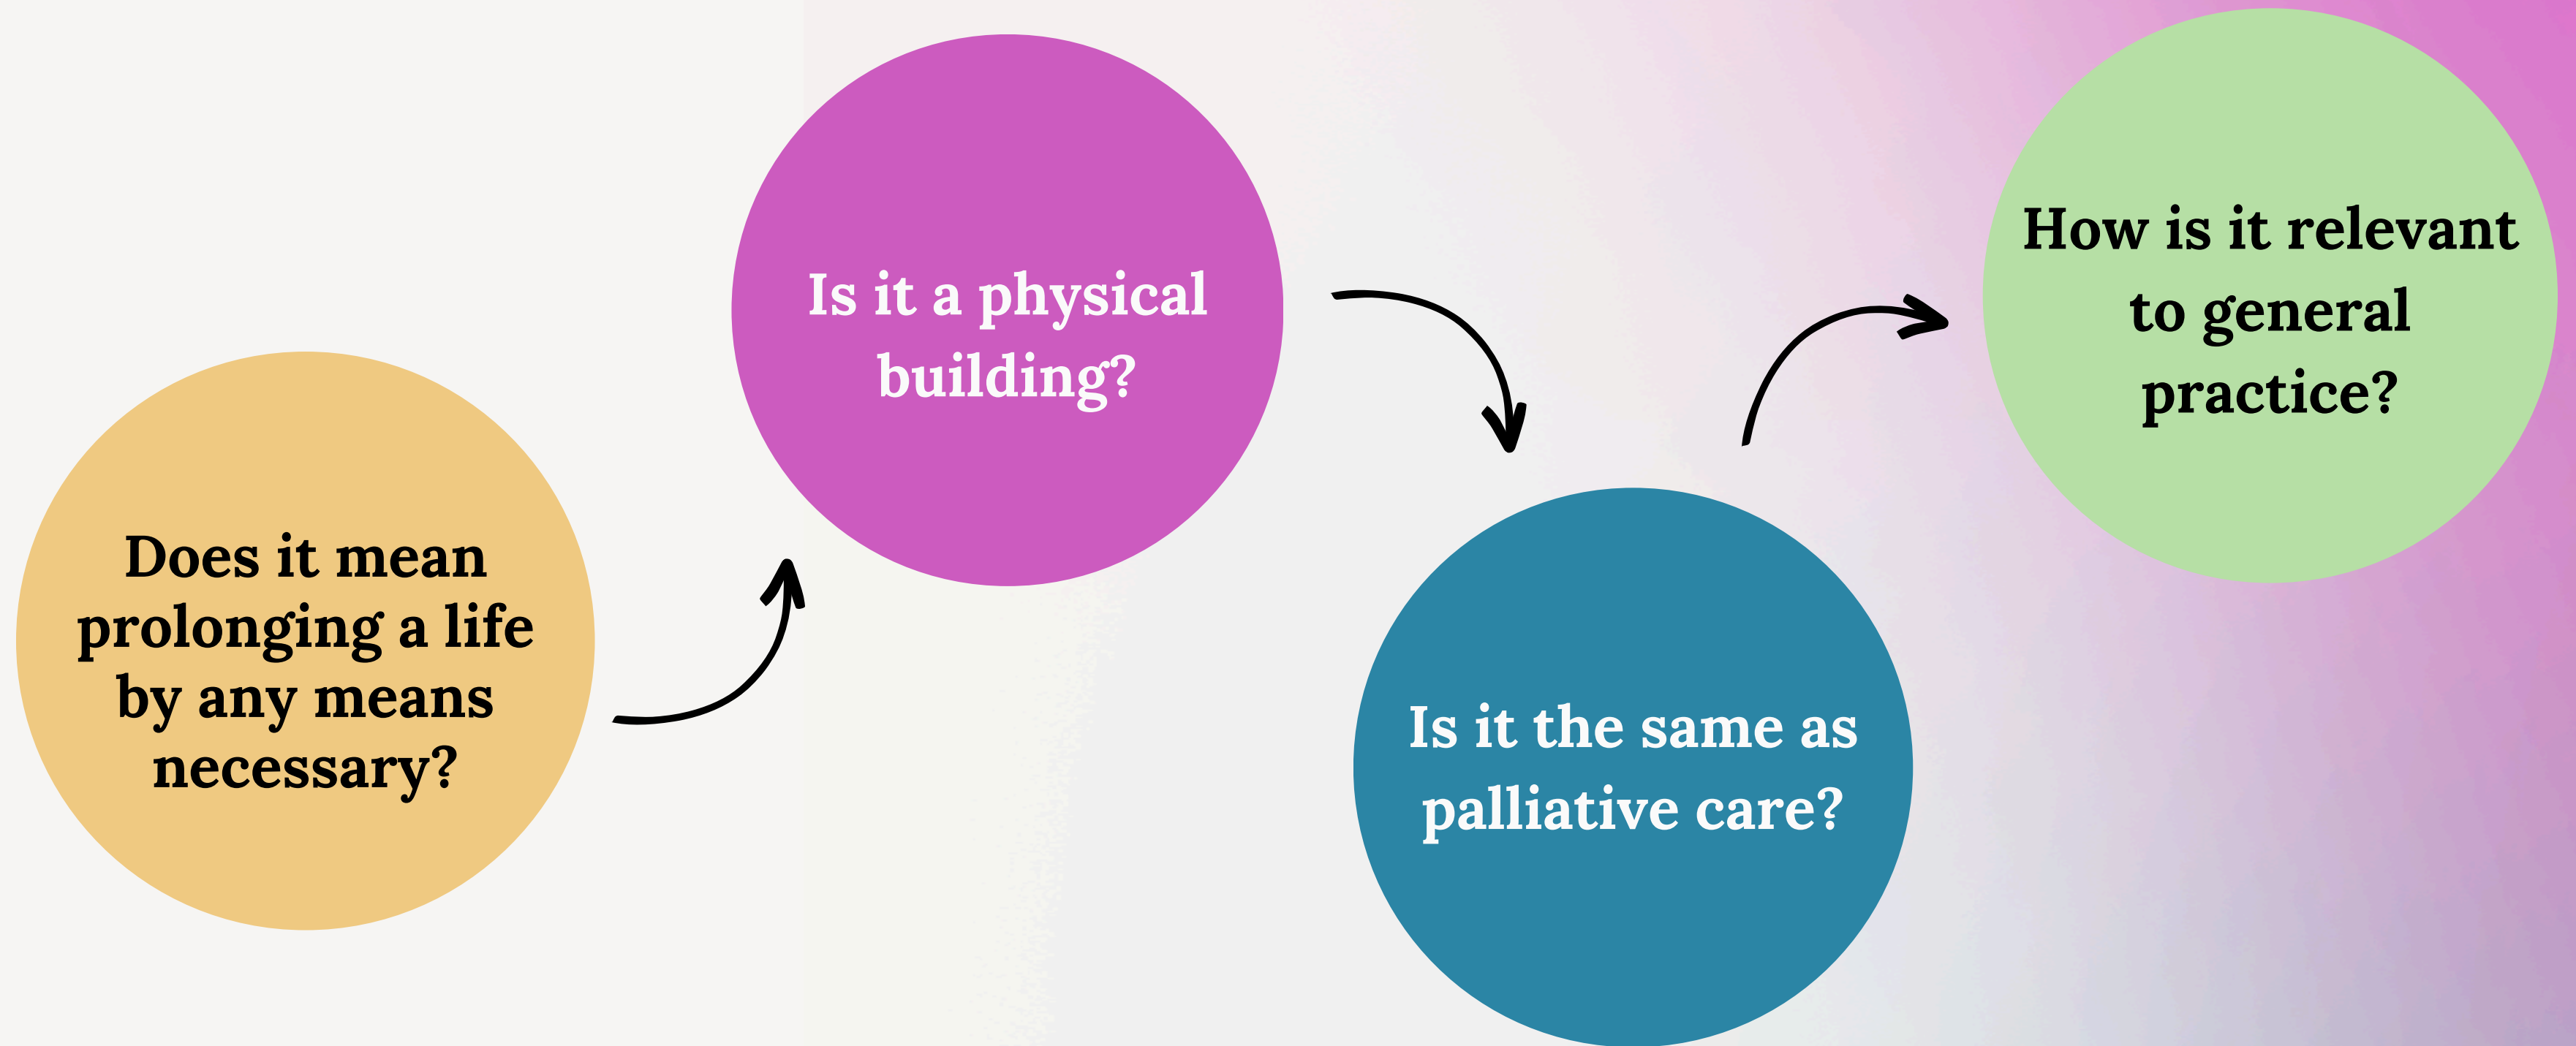 Does it mean
prolonging a life
by any means
necessary?
Is it a physical
building?
Is it the same as
palliative care?
How is it relevant
to general
practice?